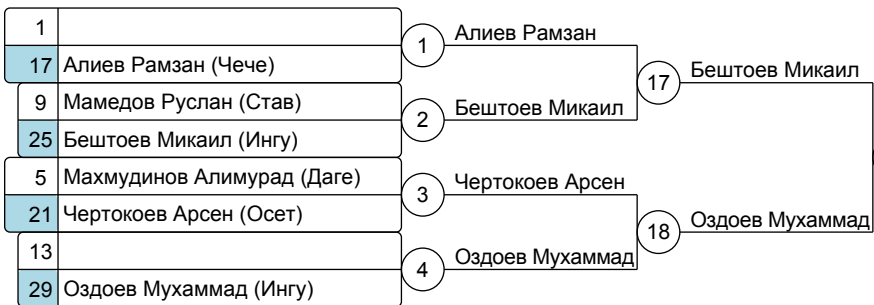 1
17 Алиев Рамзан (Чече)
9 Мамедов Руслан (Став)
25 Бештоев Микаил (Ингу)
5 Махмудинов Алимурад (Даге)
21 Чертокоев Арсен (Осет)
13
29 Оздоев Мухаммад (Ингу)
1 Алиев Рамзан
2 Бештоев Микаил
3 Чертокоев Арсен
4 Оздоев Мухаммад
17 Бештоев Микаил
18 Оздоев Мухаммад